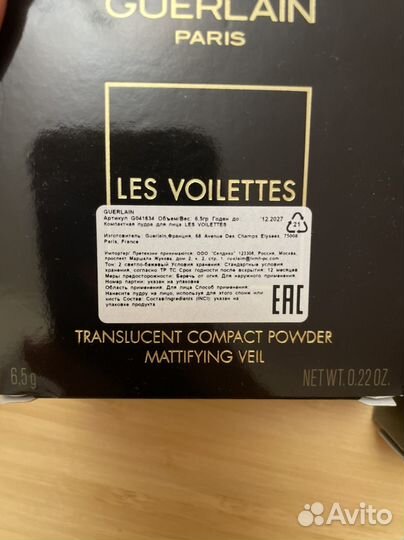 GUERLAIN
PARIS
LES VOILETTES
GUERLAIN
Артикул G041634 Объем/Вес: 6,5гр Годен до: 12.2027
Компактная пудра для лица LES VOILETTES
21
Изготовитель: Guerlain,Франция, 68 Avenue Des Champs Elysees, 75008
Paris, France
Импортер: Претензии принимаются: ООО "Селдико" 123308, Россия, Москва,
проспект Маршала Жукова, дом 2, к. 2, стр. 1, ruslain@lvmh-pc.com
Тон: 2 светло-бежевый Условия хранения: Стандартные условия хранения,
согласно ТР ТС Срок годности после вскрытия: 12 месяцев
Меры предосторожности: Беречь от огня. Для наружного применения.
Номер партии: указан на упаковке
Область применения: Для лица Способ применения:
Нанесите пудру на лицо, используя для этого спонж или
кисть Состав: Состав/Ingredients (INCI): указан на
упаковке
EAC
TRANSLUCENT COMPACT POWDER
MATTIFYING VEIL
6.5g
NET WT. 0.22 OZ.
Avito